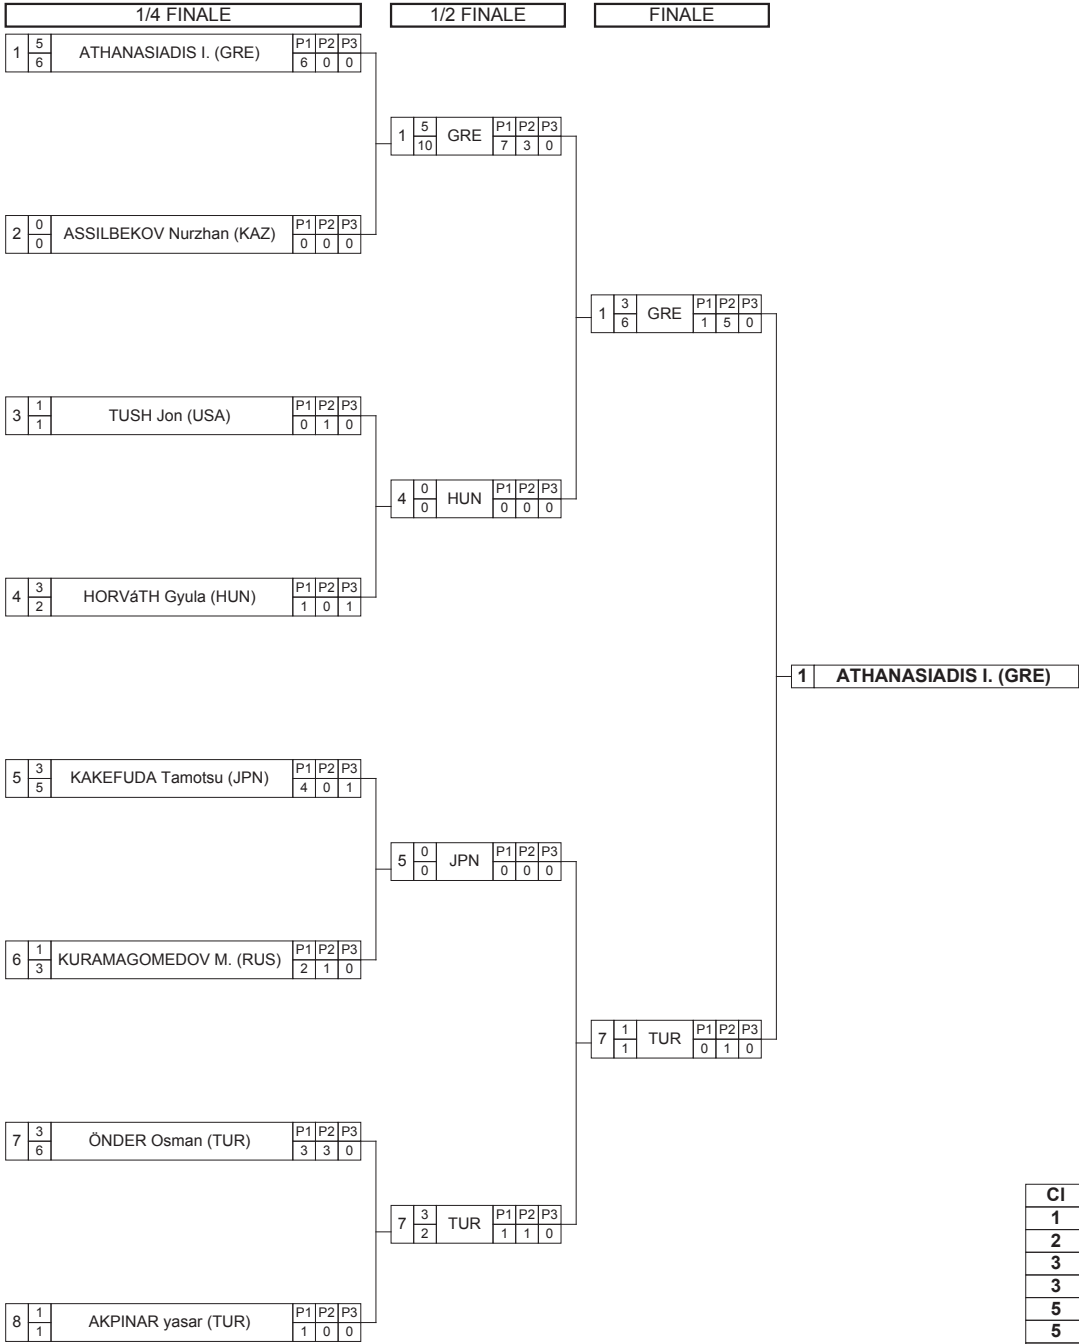 1/4 FINALE 1/2 FINALE FINALE
1 5 6 ATHANASIADIS I. (GRE) P1 P2 P3 6 0 0
1 5 10 GRE P1 P2 P3 7 3 0
2 0 0 ASSILBEKOV Nurzhan (KAZ) P1 P2 P3 0 0 0
1 3 6 GRE P1 P2 P3 1 5 0
3 1 1 TUSH Jon (USA) P1 P2 P3 0 1 0
4 0 0 HUN P1 P2 P3 0 0 0
4 3 2 HORVáTH Gyula (HUN) P1 P2 P3 1 0 1
1 ATHANASIADIS I. (GRE)
5 3 5 KAKEFUDA Tamotsu (JPN) P1 P2 P3 4 0 1
5 0 0 JPN P1 P2 P3 0 0 0
6 1 3 KURAMAGOMEDOV M. (RUS) P1 P2 P3 2 1 0
7 1 1 TUR P1 P2 P3 0 1 0
7 3 6 ÖNDER Osman (TUR) P1 P2 P3 3 3 0
7 3 2 TUR P1 P2 P3 1 1 0
8 1 1 AKPINAR yasar (TUR) P1 P2 P3 1 0 0
Cl
1
2
3
3
5
5